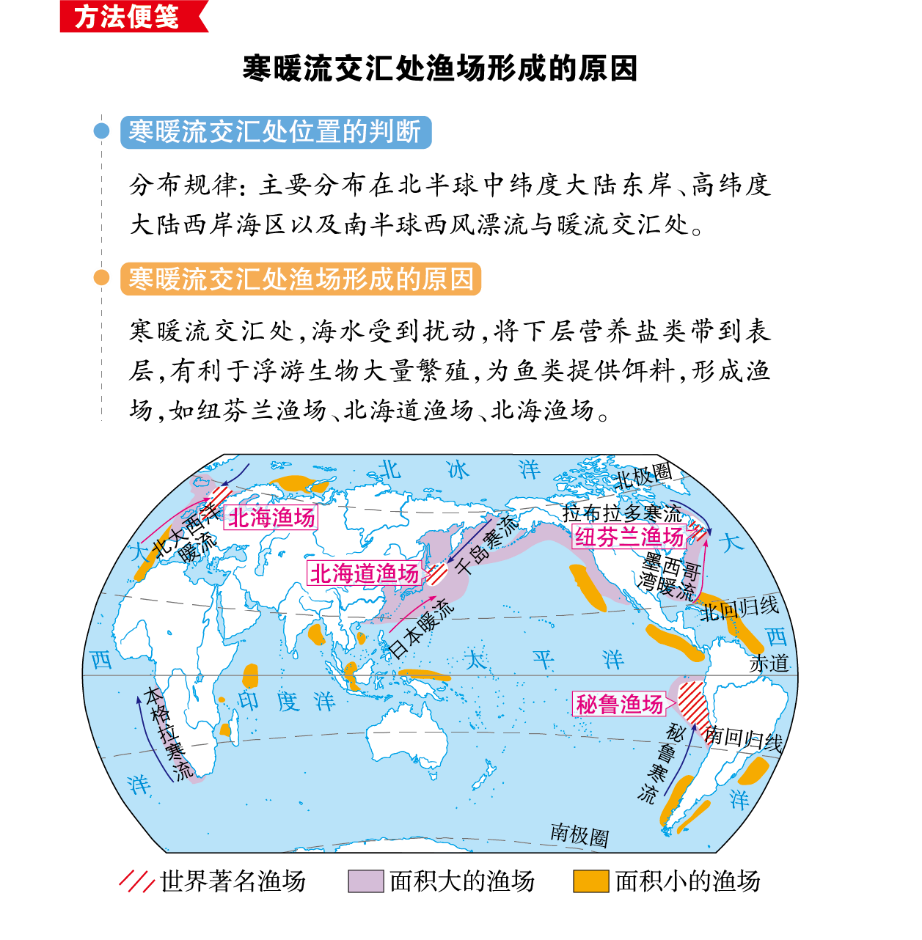 方法便笺
寒暖流交汇处渔场形成的原因
寒暖流交汇处位置的判断
分布规律：主要分布在北半球中纬度大陆东岸、高纬度
大陆西岸海区以及南半球西风漂流与暖流交汇处。
寒暖流交汇处渔场形成的原因
寒暖流交汇处,海水受到扰动,将下层营养盐类带到表
层,有利于浮游生物大量繁殖,为鱼类提供饵料,形成渔
场,如纽芬兰渔场、北海道渔场、北海渔场。
北冰洋
北极圈
拉布拉多寒流
北海渔场
纽芬兰渔场
大
北大西洋
暖流
千岛寒流
大
北海道渔场
墨西哥
湾暖流
日本暖流
北回归线
西
西
太平洋
赤道
本格拉寒流
印度洋
秘鲁渔场
秘鲁寒流
南回归线
洋
洋
南极圈
世界著名渔场
面积大的渔场
面积小的渔场